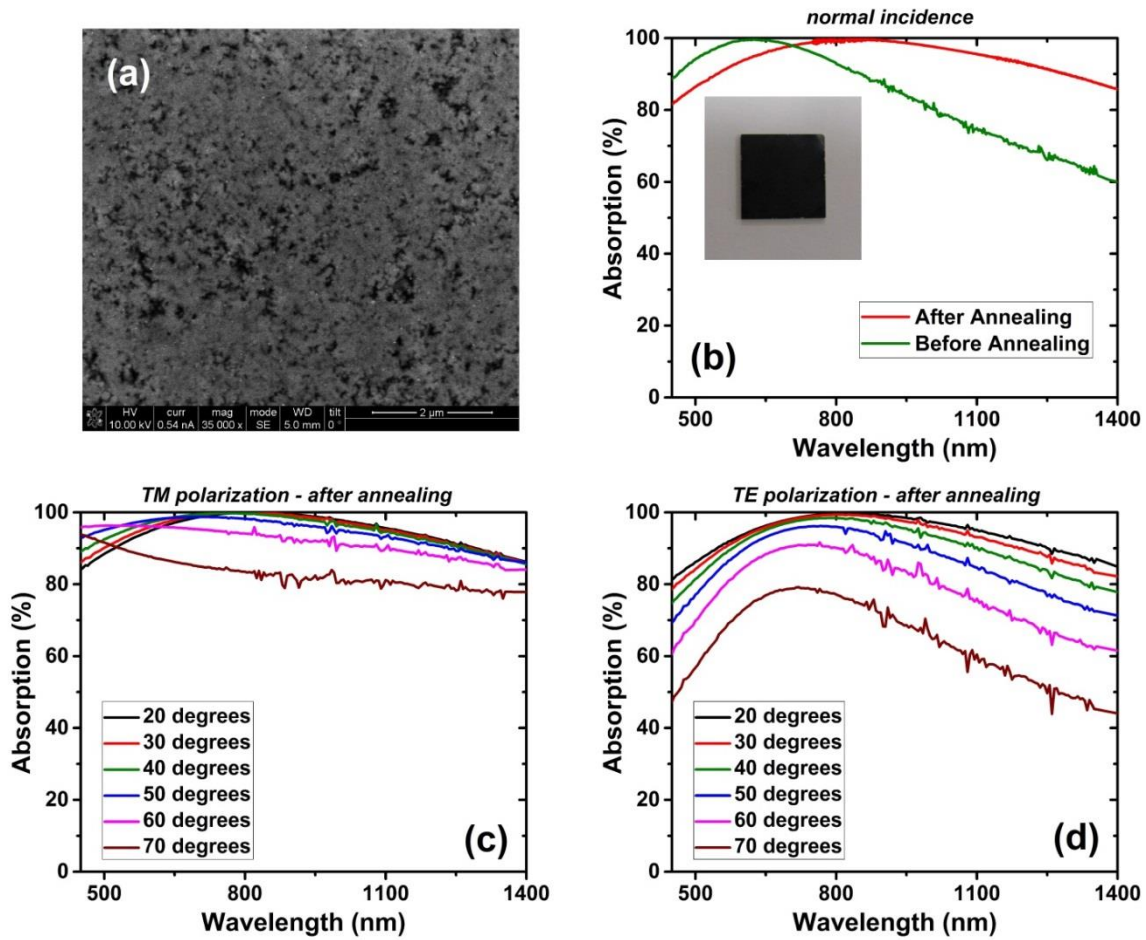 (a)
HV curr mag mode WD tilt
10.00 kV 0.54 nA 35 000 x SE 5.0 mm 0 °
2 µm
normal incidence
100
80
60
40
20
0
Absorption (%)
After Annealing
Before Annealing
(b)
500 800 1100 1400
Wavelength (nm)
TM polarization - after annealing
100
80
60
40
20
0
Absorption (%)
20 degrees
30 degrees
40 degrees
50 degrees
60 degrees
70 degrees
(c)
500 800 1100 1400
Wavelength (nm)
TE polarization - after annealing
100
80
60
40
20
0
Absorption (%)
20 degrees
30 degrees
40 degrees
50 degrees
60 degrees
70 degrees
(d)
500 800 1100 1400
Wavelength (nm)